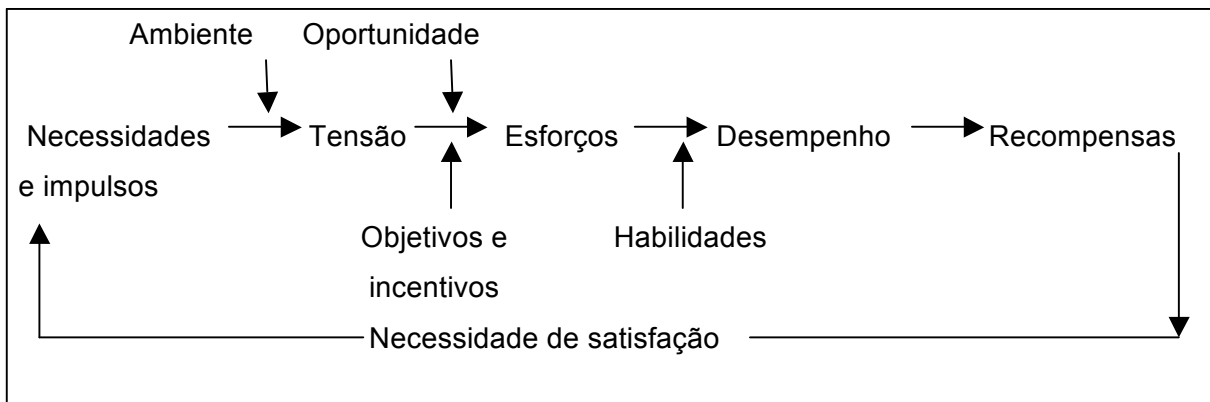 Ambiente Oportunidade
Necessidades Tensão Esforços Desempenho Recompensas
e impulsos
Objetivos e Habilidades
incentivos
Necessidade de satisfação